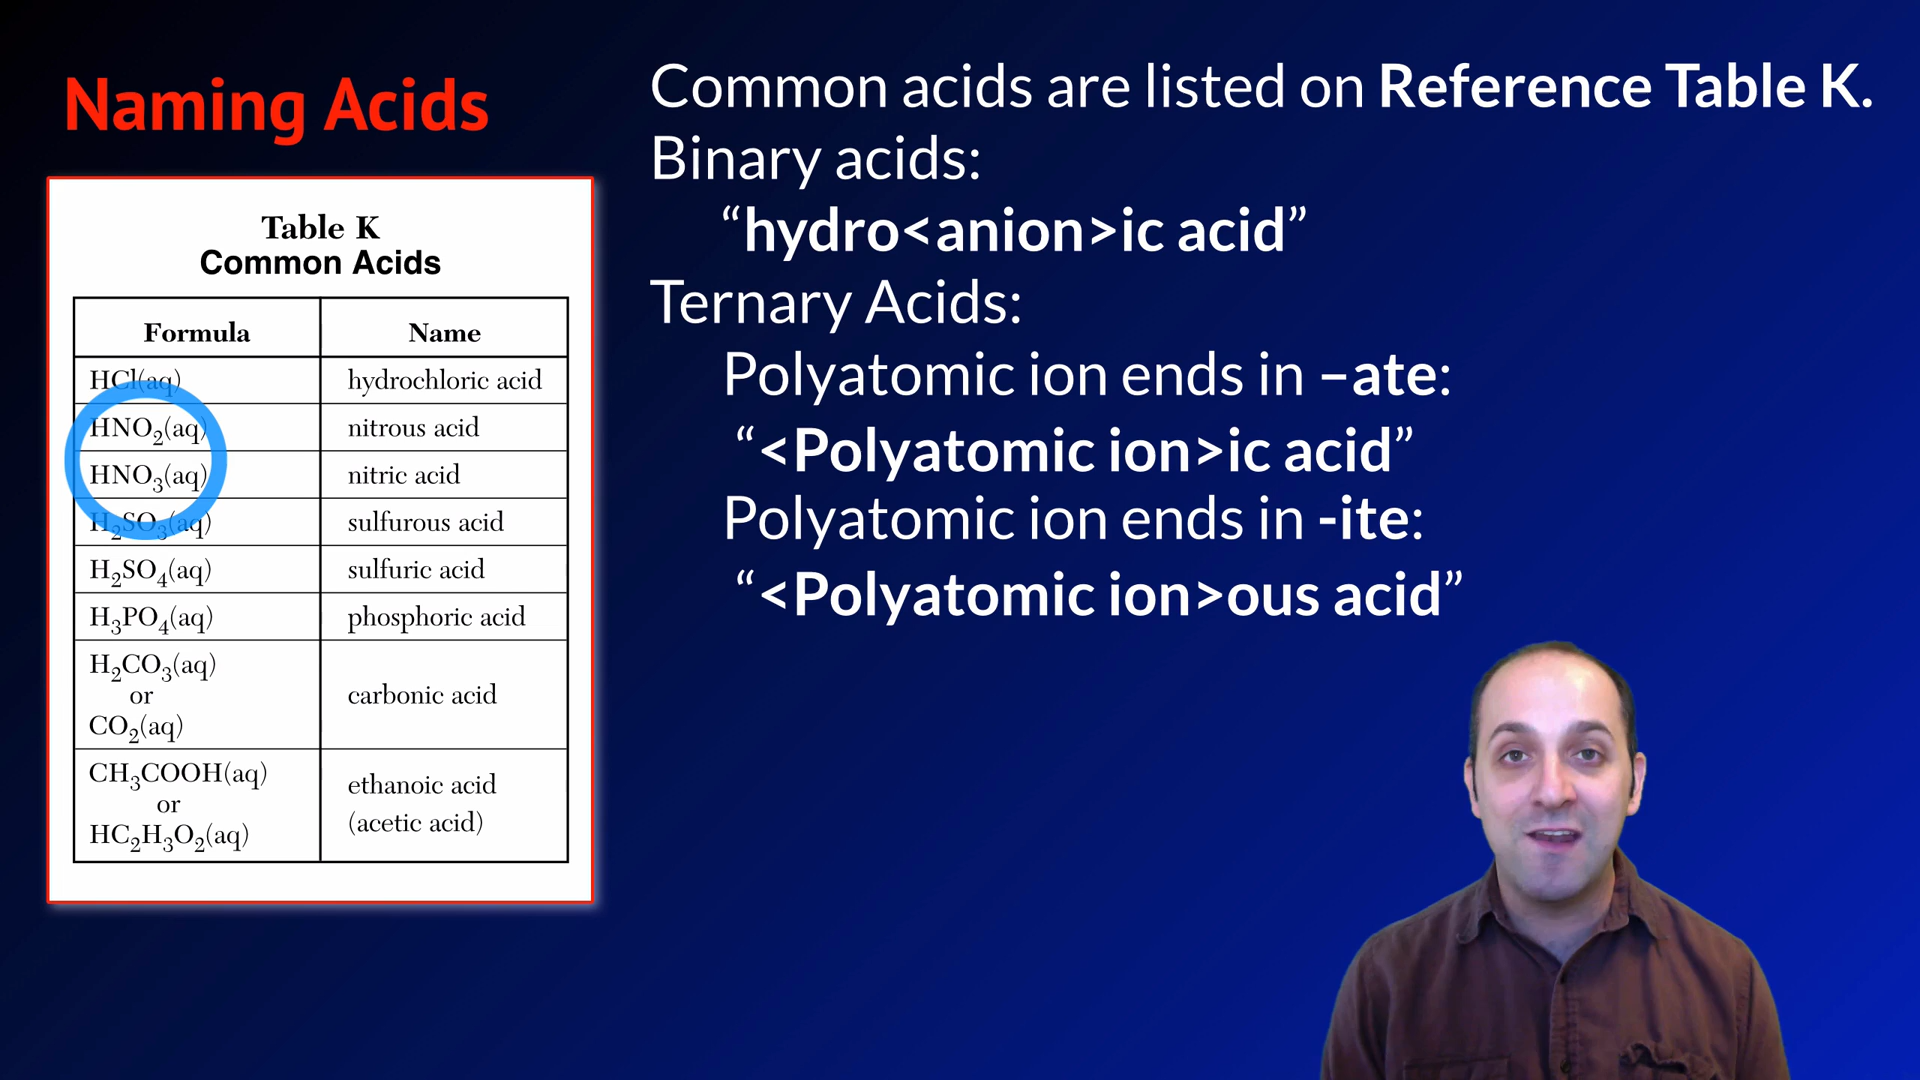 Naming Acids
Table K
Common Acids
Formula Name
HCl(aq) hydrochloric acid
HNO₂(aq) nitrous acid
HNO₃(aq) nitric acid
H₂SO₃(aq) sulfurous acid
H₂SO₄(aq) sulfuric acid
H₃PO₄(aq) phosphoric acid
H₂CO₃(aq)
or
CO₂(aq)
carbonic acid
CH₃COOH(aq)
or
HC₂H₃O₂(aq)
ethanoic acid
(acetic acid)
Common acids are listed on Reference Table K.
Binary acids:
“hydro<anion>ic acid”
Ternary Acids:
Polyatomic ion ends in –ate:
“<Polyatomic ion>ic acid”
Polyatomic ion ends in -ite:
“<Polyatomic ion>ous acid”